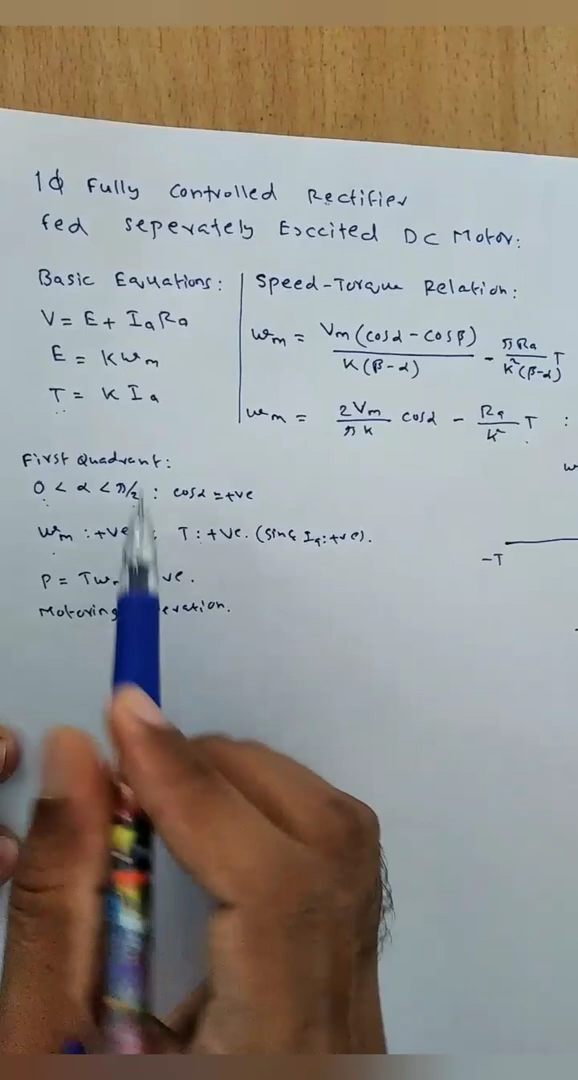 1ϕ Fully Controlled Rectifier
fed seperately Excited DC Motor:
Basic Equations:
V = E + IaRa
E = Kωm
T = K Ia
Speed-Torque Relation:
ωm = Vm(cosα - cosβ) / K(β-α) - πRa / K²(β-α) T
ωm = 2Vm / πK cosα - Ra / K² T :
First Quadrant:
0 < α < π/2 : cosα = +ve
ωm : +ve T : +ve. (Since Ia : +ve).
P = Tω ve.
Motoring
-T